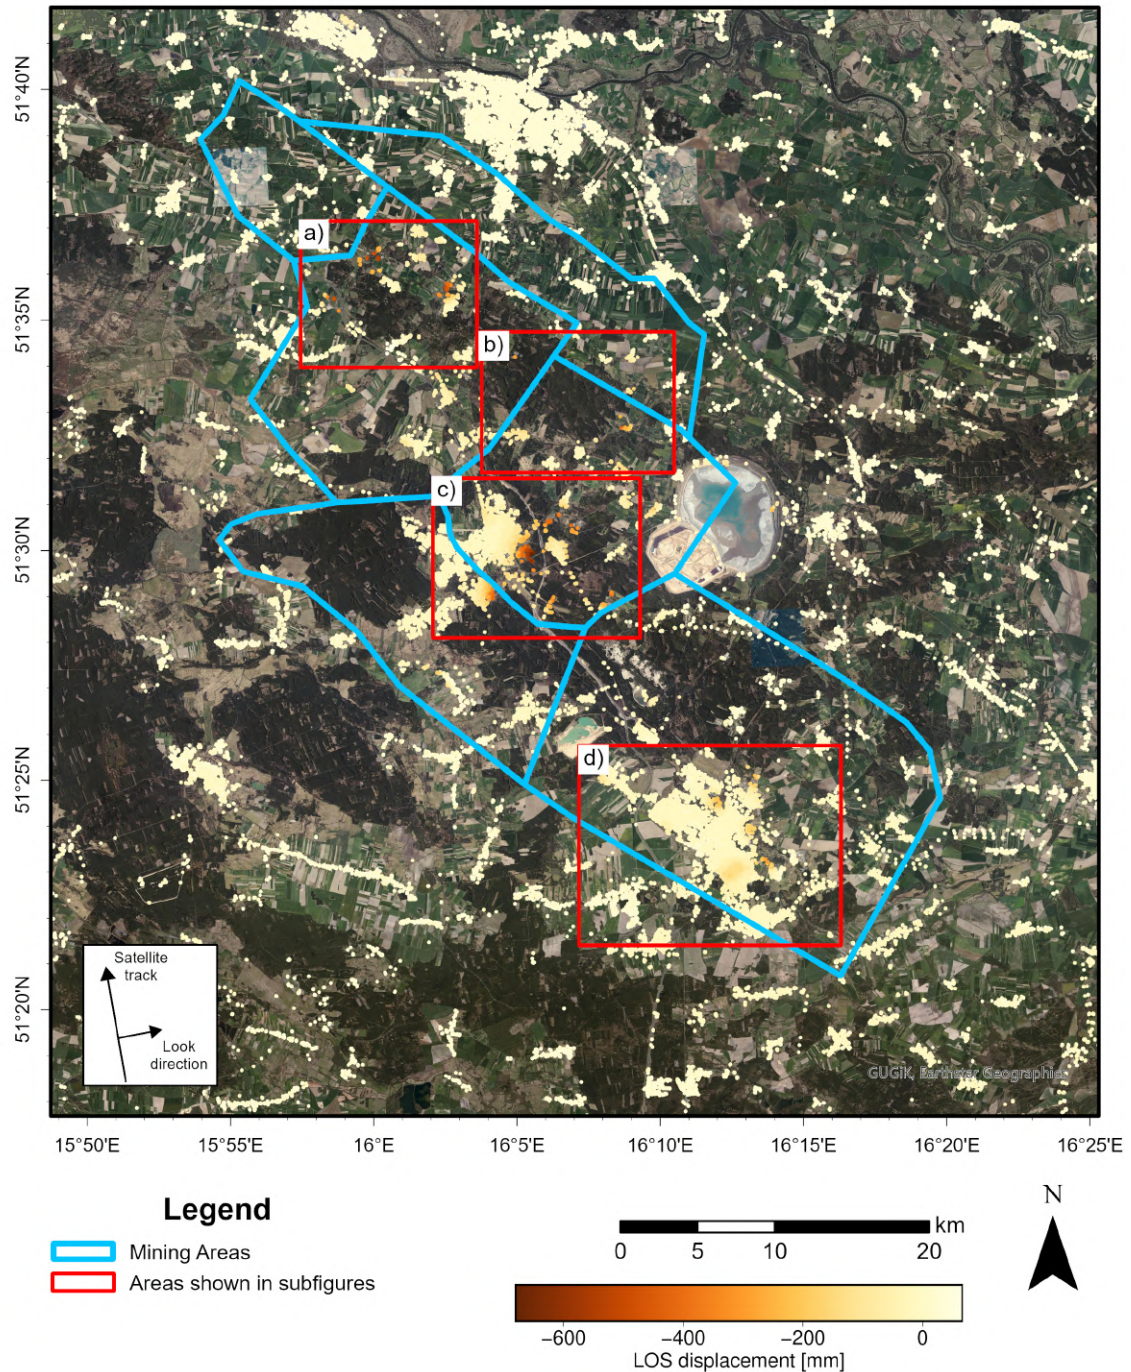 51°40'N
51°35'N
51°30'N
51°25'N
51°20'N
a)
b)
c)
d)
Satellite
track
Look
direction
GUGiK, Earthstar Geographics
15°50'E 15°55'E 16°E 16°5'E 16°10'E 16°15'E 16°20'E 16°25'E
Legend
Mining Areas
Areas shown in subfigures
km
0 5 10 20
N
−600 −400 −200 0
LOS displacement [mm]